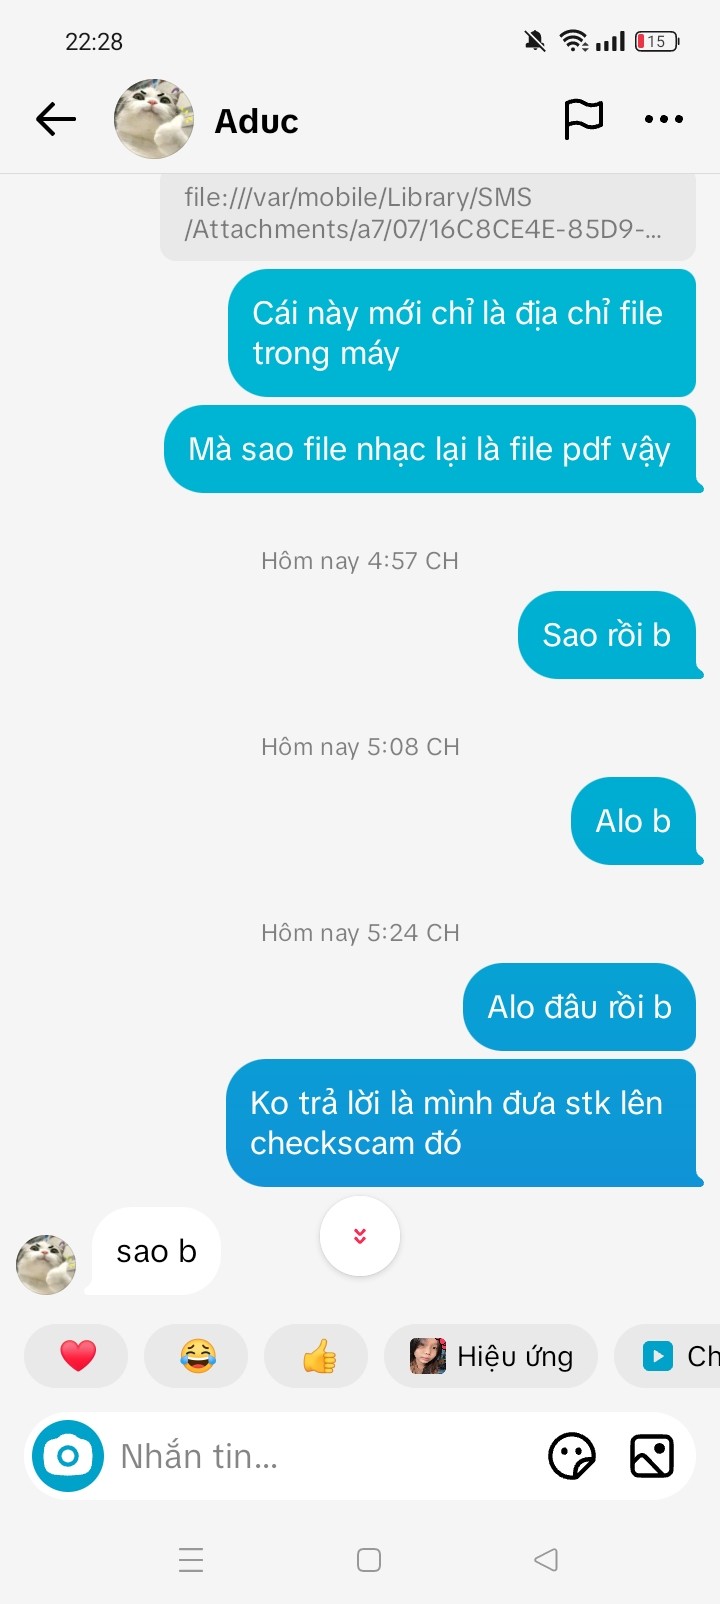 22:28
15
Aduc
file:///var/mobile/Library/SMS
/Attachments/a7/07/16C8CE4E-85D9-...
Cái này mới chỉ là địa chỉ file
trong máy
Mà sao file nhạc lại là file pdf vậy
Hôm nay 4:57 CH
Sao rồi b
Hôm nay 5:08 CH
Alo b
Hôm nay 5:24 CH
Alo đâu rồi b
Ko trả lời là mình đưa stk lên
checkscam đó
sao b
Hiệu ứng
Ch
Nhắn tin...